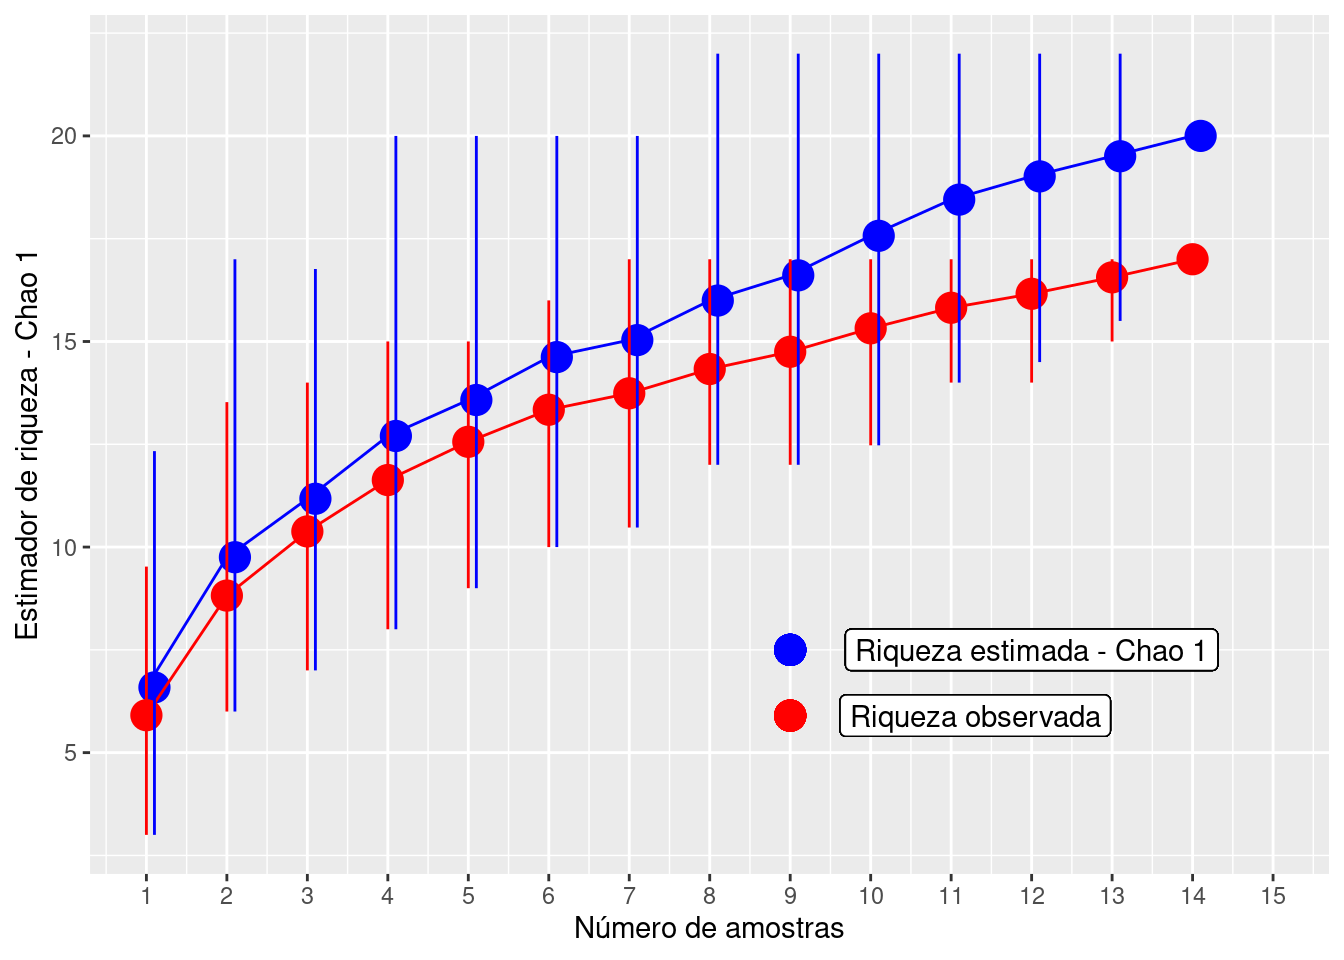 Estimador de riqueza - Chao 1
20
15
10
5
Riqueza estimada - Chao 1
Riqueza observada
1 2 3 4 5 6 7 8 9 10 11 12 13 14 15
Número de amostras